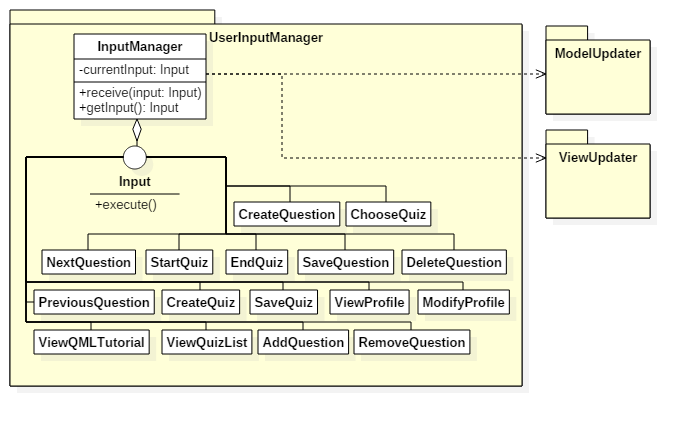 UserInputManager
InputManager
-currentInput: Input
+receive(input: Input)
+getInput(): Input
ModelUpdater
ViewUpdater
Input
+execute()
CreateQuestion
ChooseQuiz
NextQuestion
StartQuiz
EndQuiz
SaveQuestion
DeleteQuestion
PreviousQuestion
CreateQuiz
SaveQuiz
ViewProfile
ModifyProfile
ViewQMLTutorial
ViewQuizList
AddQuestion
RemoveQuestion